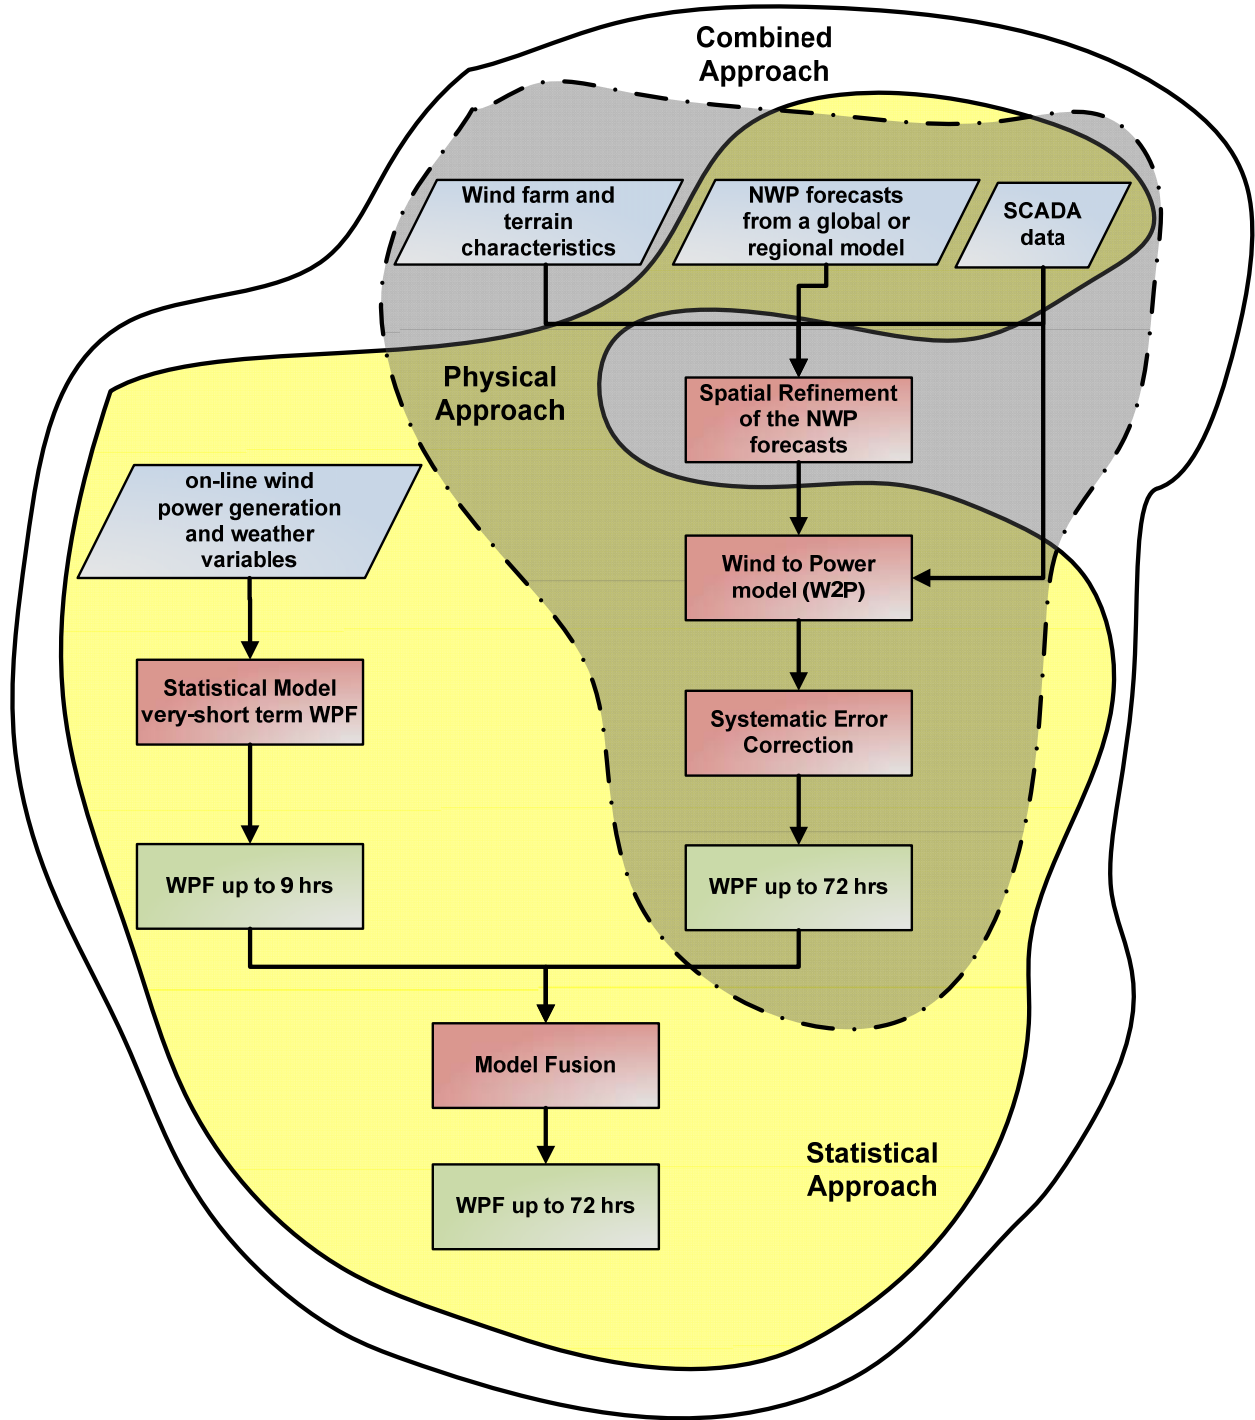 Combined
Approach
Wind farm and
terrain
characteristics
NWP forecasts
from a global or
regional model
SCADA
data
Physical
Approach
Spatial Refinement
of the NWP
forecasts
on-line wind
power generation
and weather
variables
Wind to Power
model (W2P)
Statistical Model
very-short term WPF
Systematic Error
Correction
WPF up to 9 hrs
WPF up to 72 hrs
Model Fusion
Statistical
Approach
WPF up to 72 hrs